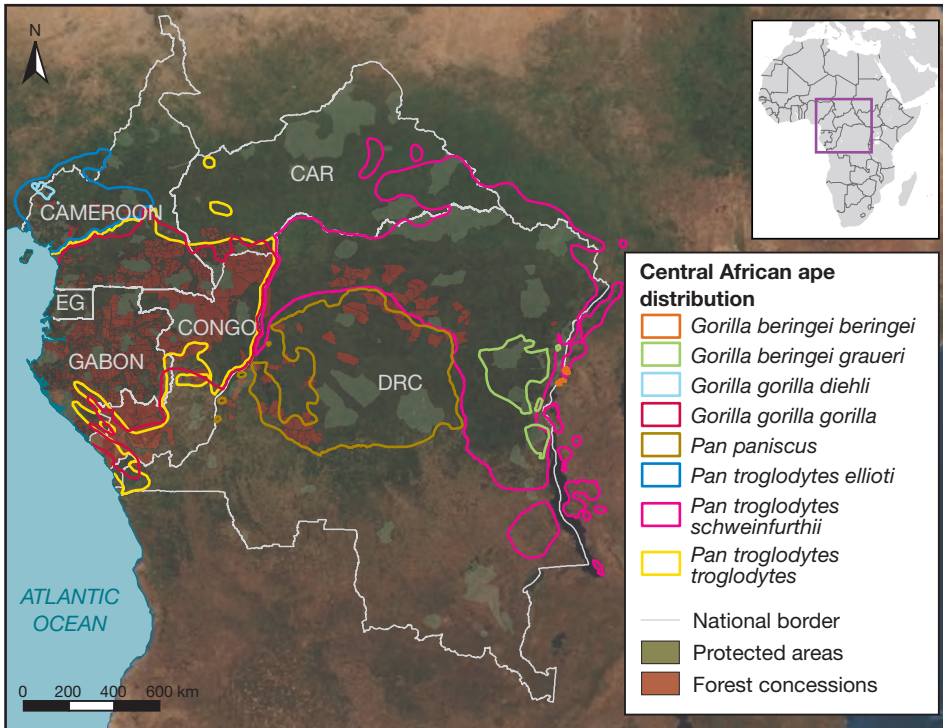 N
CAR
CAMEROON
EG
CONGO
GABON
DRC
ATLANTIC
OCEAN
0 200 400 600 km
Central African ape
distribution
Gorilla beringei beringei
Gorilla beringei graueri
Gorilla gorilla diehli
Gorilla gorilla gorilla
Pan paniscus
Pan troglodytes ellioti
Pan troglodytes
schweinfurthii
Pan troglodytes
troglodytes
National border
Protected areas
Forest concessions